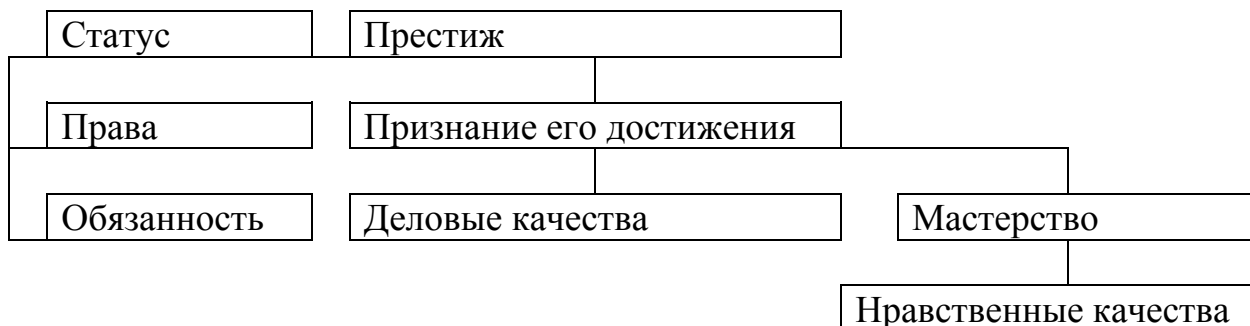 Статус
Престиж
Права
Признание его достижения
Обязанность
Деловые качества
Мастерство
Нравственные качества